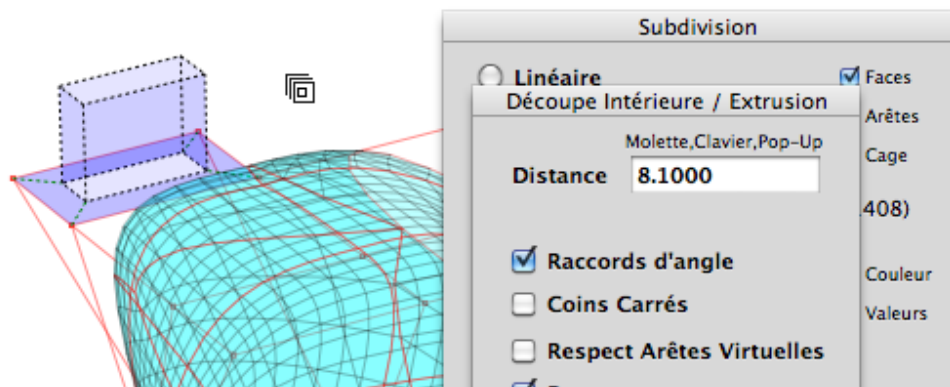 Subdivision
Linéaire
Faces
Découpe Intérieure / Extrusion
Arêtes
Molette,Clavier,Pop-Up
Cage
Distance 8.1000
408)
Raccords d'angle
Couleur
Coins Carrés
Valeurs
Respect Arêtes Virtuelles